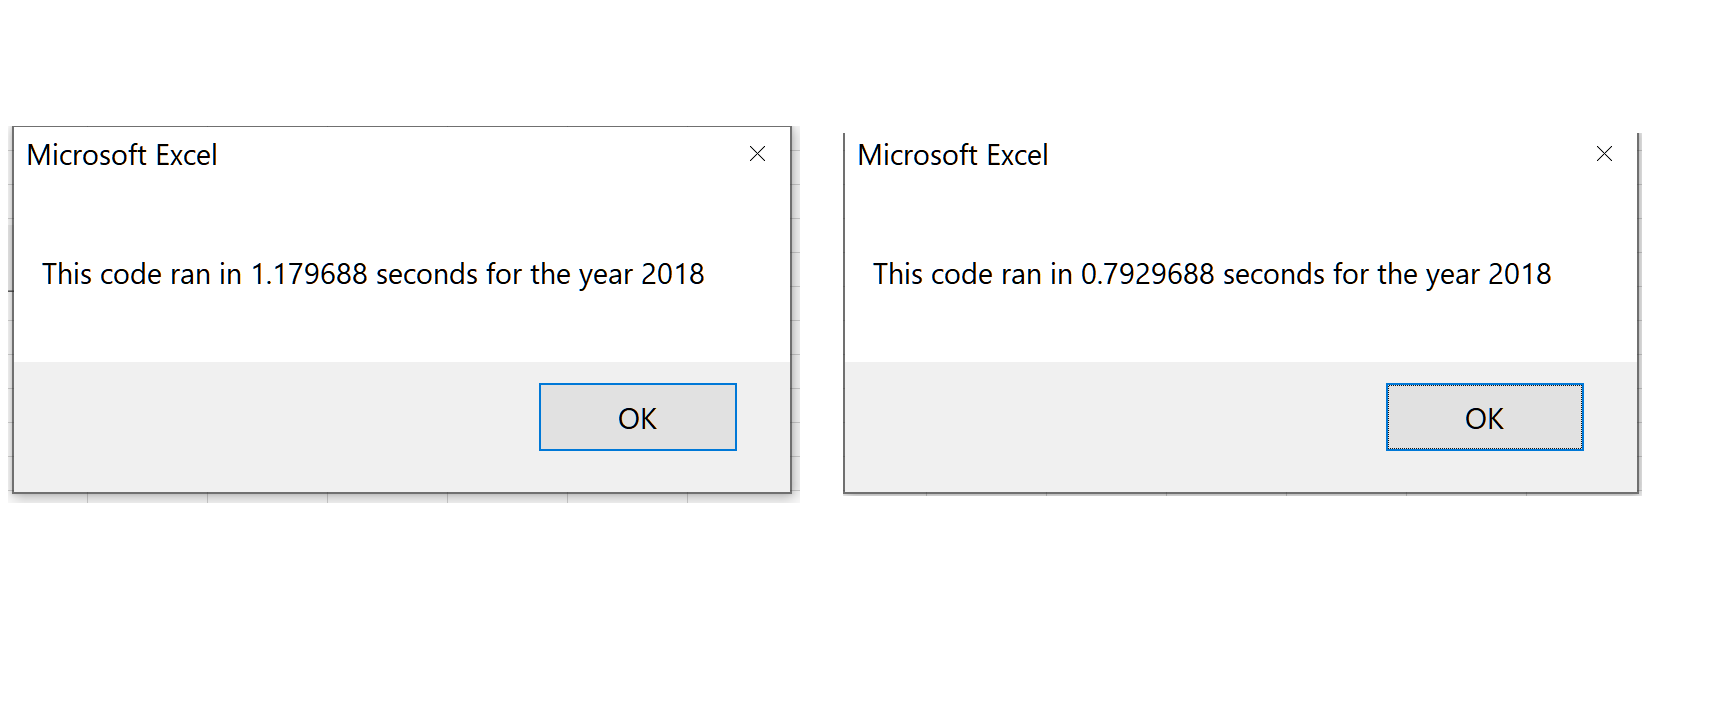 Microsoft Excel
This code ran in 1.179688 seconds for the year 2018
OK
Microsoft Excel
This code ran in 0.7929688 seconds for the year 2018
OK